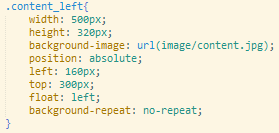 .content_left{
    width: 500px;
    height: 320px;
    background-image: url(image/content.jpg);
    position: absolute;
    left: 160px;
    top: 300px;
    float: left;
    background-repeat: no-repeat;
}